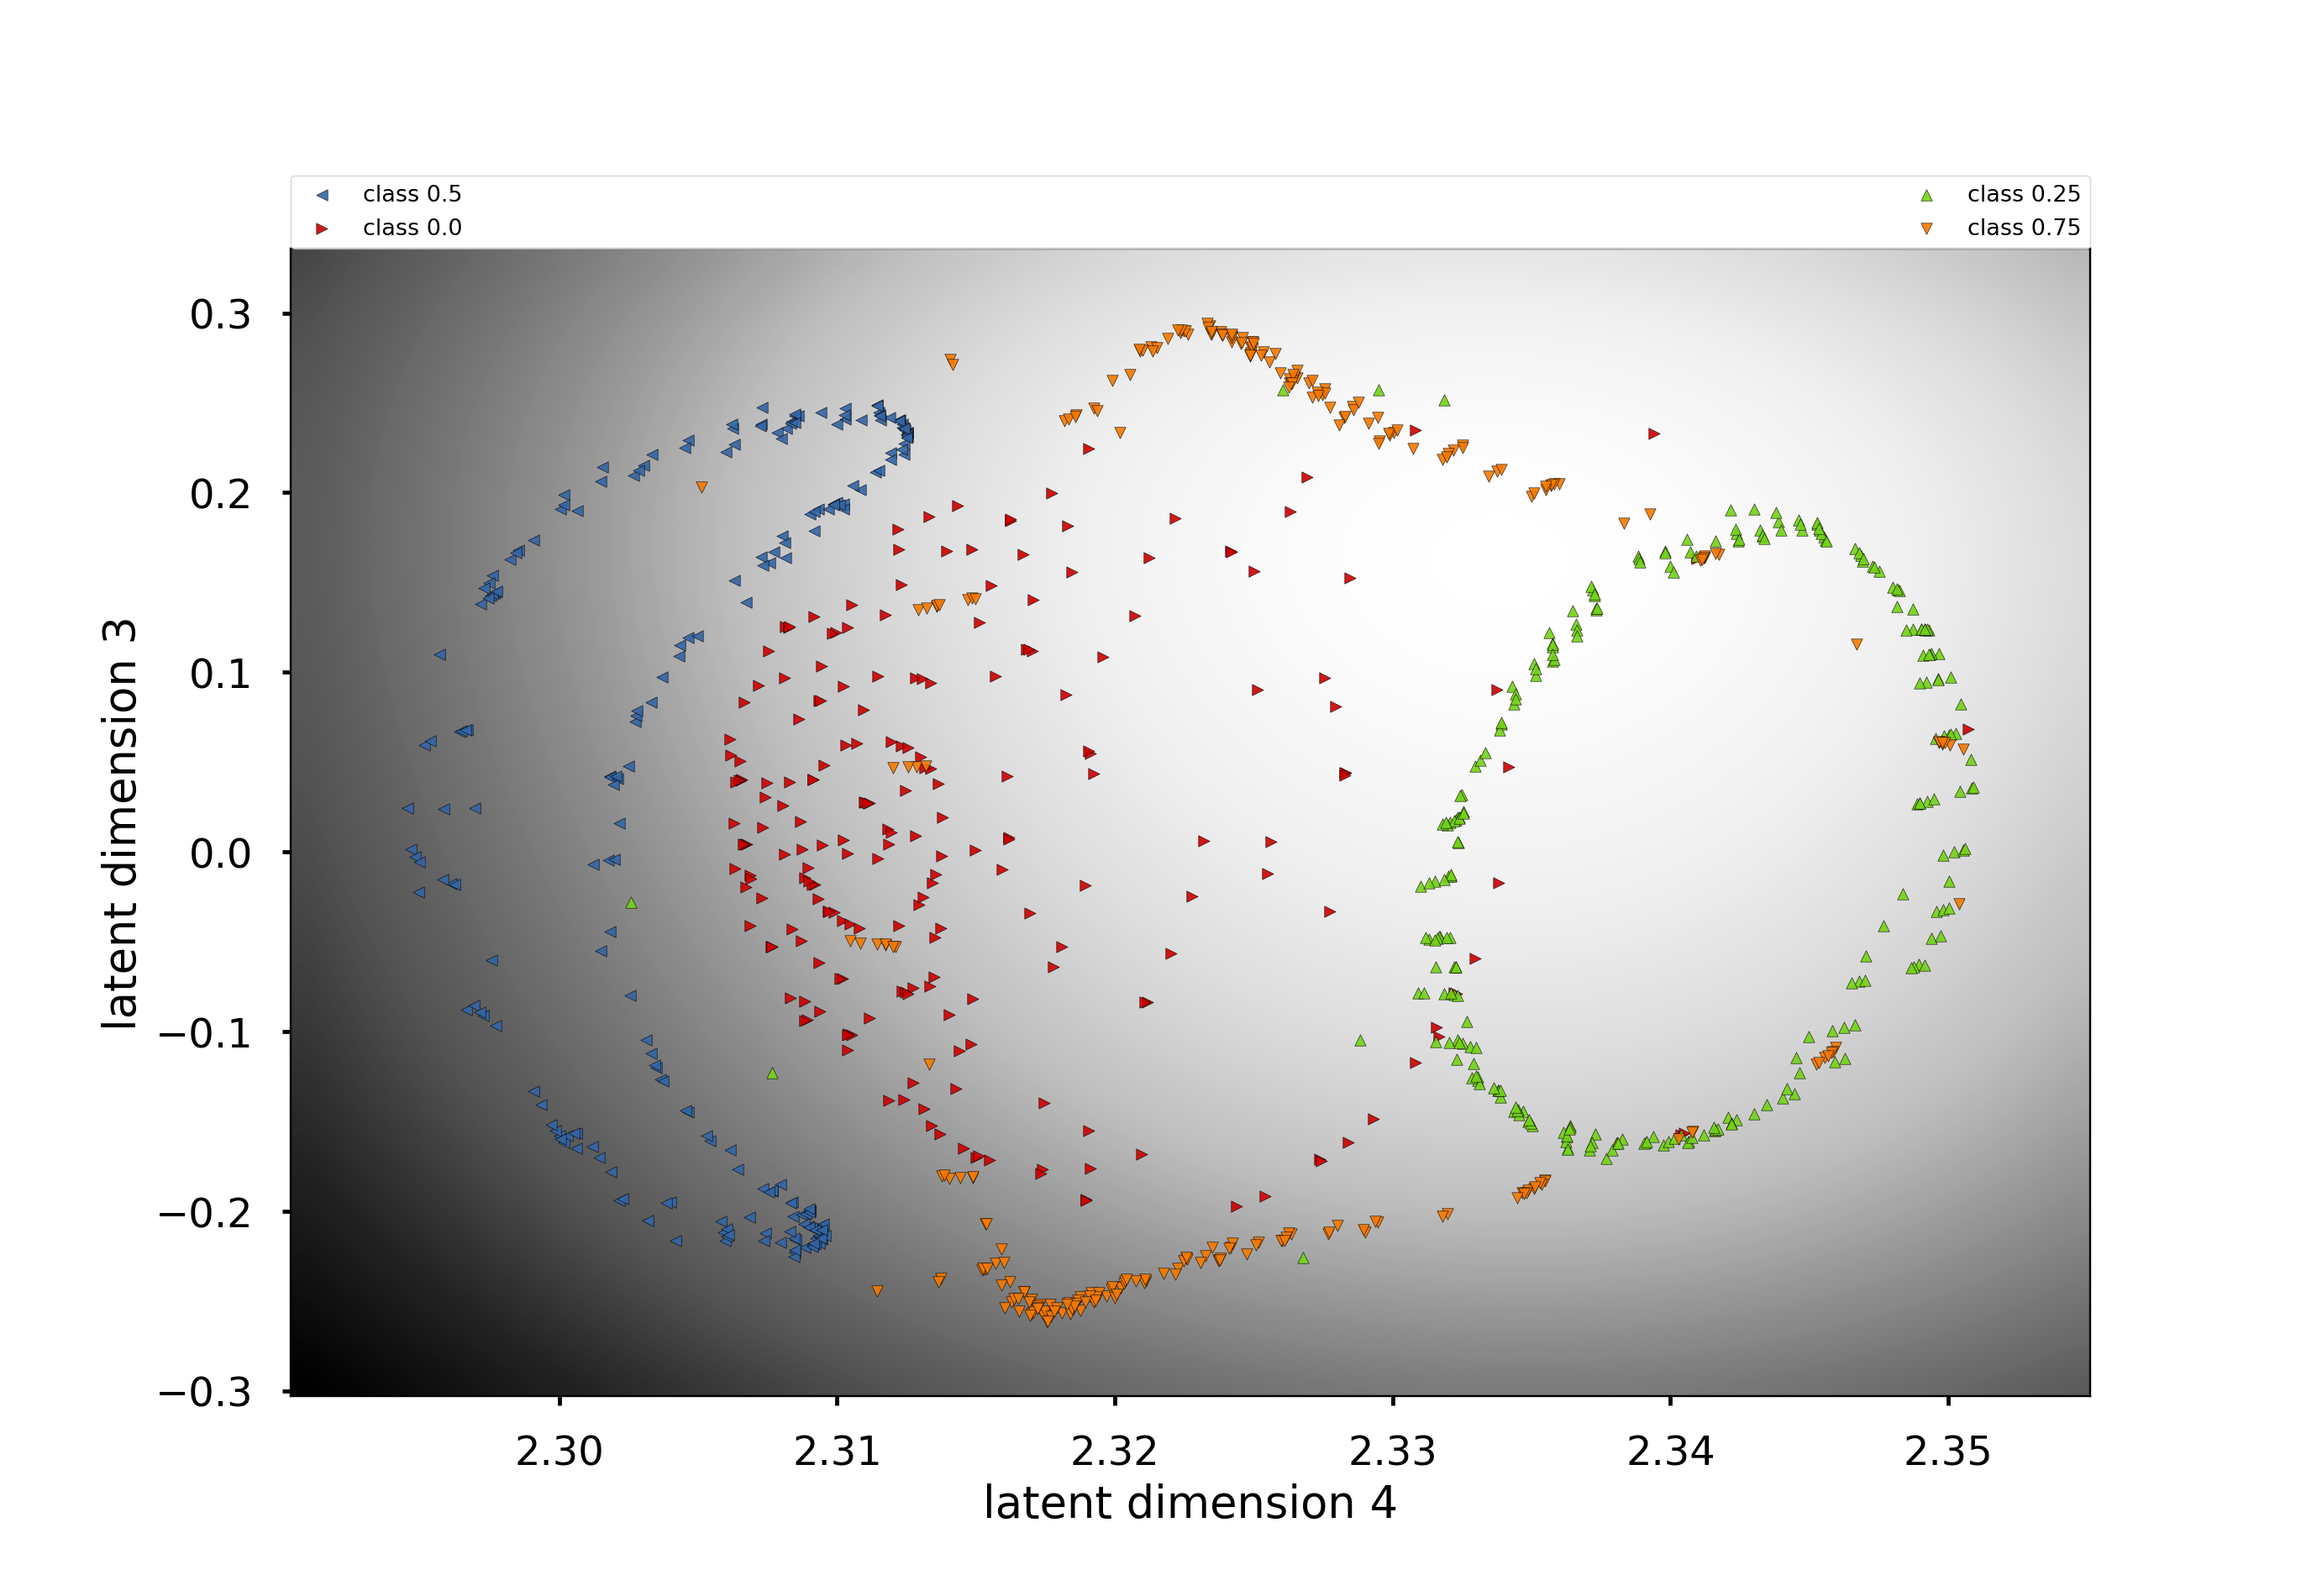 class 0.5
class 0.0
class 0.25
class 0.75
0.3
0.2
0.1
0.0
−0.1
−0.2
−0.3
latent dimension 3
2.30 2.31 2.32 2.33 2.34 2.35
latent dimension 4